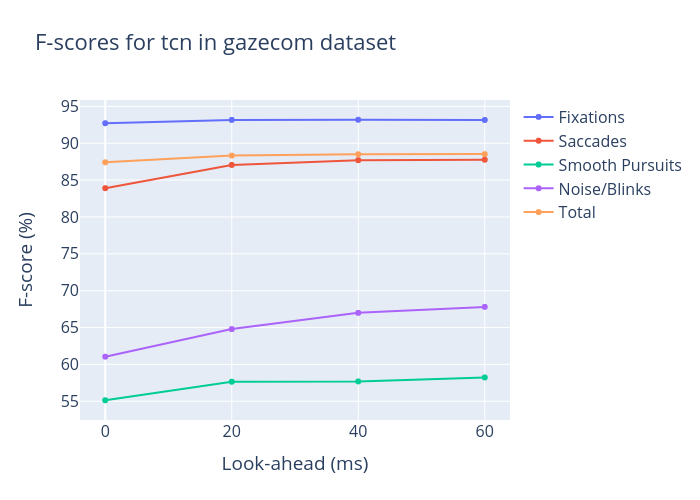 F-scores for tcn in gazecom dataset
95
90
85
80
75
70
65
60
55
F-score (%)
0 20 40 60
Look-ahead (ms)
Fixations
Saccades
Smooth Pursuits
Noise/Blinks
Total